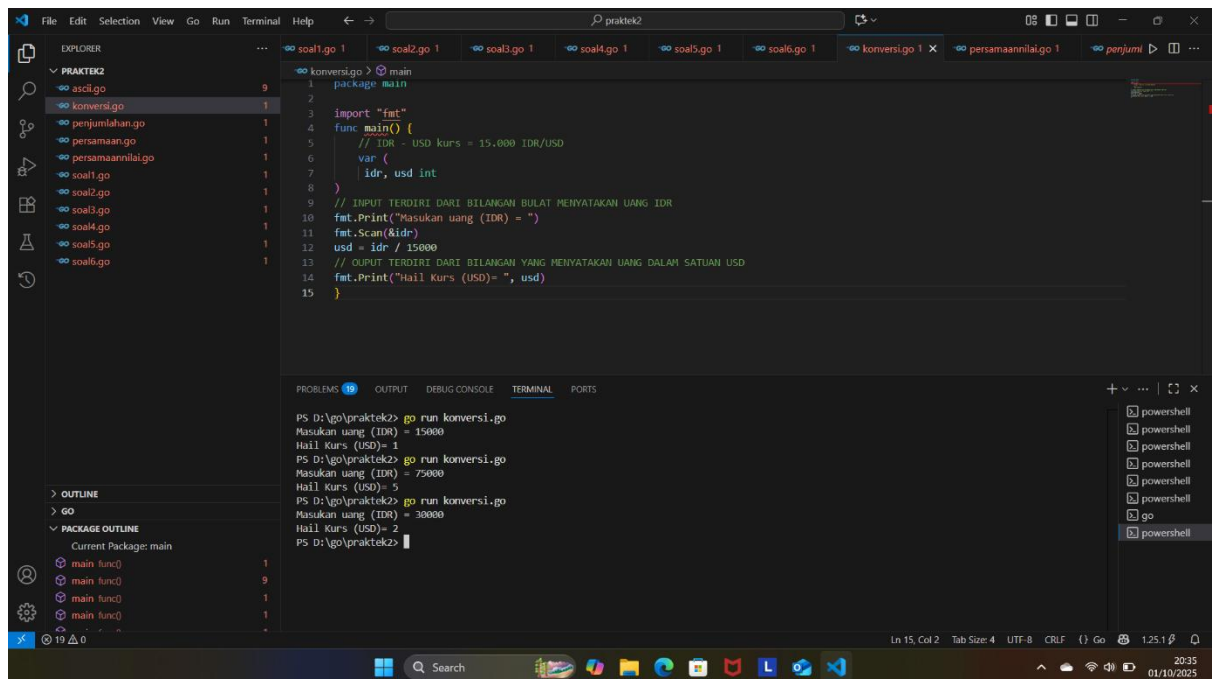 File Edit Selection View Go Run Terminal Help
praktek2
EXPLORER
soal1.go 1 soal2.go 1 soal3.go 1 soal4.go 1 soal5.go 1 soal6.go 1 konversi.go 1 persamaannilai.go 1 penjuml
PRAKTEK2
ascii.go 9
konversi.go 1
penjumlahan.go 1
persamaan.go 1
persamaannilai.go 1
soal1.go 1
soal2.go 1
soal3.go 1
soal4.go 1
soal5.go 1
soal6.go 1
konversi.go > main
1 package main
2
3 import "fmt"
4 func main() {
5 // IDR - USD kurs = 15.000 IDR/USD
6 var (
7 idr, usd int
8 )
9 // INPUT TERDIRI DARI BILANGAN BULAT MENYATAKAN UANG IDR
10 fmt.Print("Masukan uang (IDR) = ")
11 fmt.Scan(&idr)
12 usd = idr / 15000
13 // OUPUT TERDIRI DARI BILANGAN YANG MENYATAKAN UANG DALAM SATUAN USD
14 fmt.Print("Hail Kurs (USD)= ", usd)
15 }
PROBLEMS 19 OUTPUT DEBUG CONSOLE TERMINAL PORTS
PS D:\go\praktek2> go run konversi.go
Masukan uang (IDR) = 15000
Hail Kurs (USD)= 1
PS D:\go\praktek2> go run konversi.go
Masukan uang (IDR) = 75000
Hail Kurs (USD)= 5
PS D:\go\praktek2> go run konversi.go
Masukan uang (IDR) = 30000
Hail Kurs (USD)= 2
PS D:\go\praktek2>
powershell
powershell
powershell
powershell
powershell
powershell
go
powershell
OUTLINE
GO
PACKAGE OUTLINE
Current Package: main
main func() 1
main func() 9
main func() 1
main func() 1
19 0
Ln 15, Col 2 Tab Size: 4 UTF-8 CRLF {} Go 1.25.1
Search
20:35
01/10/2025